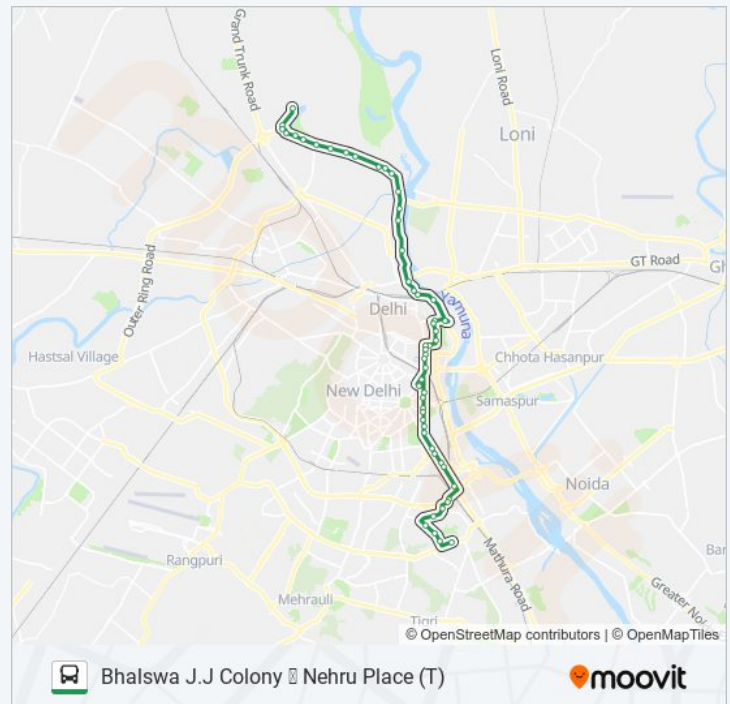 Grand Trunk Road
Loni Road
Loni
GT Road
Gh
Outer Ring Road
Delhi
Yamuna
Hastsal Village
Chhota Hasanpur
New Delhi
Samaspur
Noida
Rangpuri
Mathura Road
Bar
Mehrauli
Greater No
Tigri
© OpenStreetMap contributors | © OpenMapTiles
Bhalswa J.J Colony ▯ Nehru Place (T)
moovit